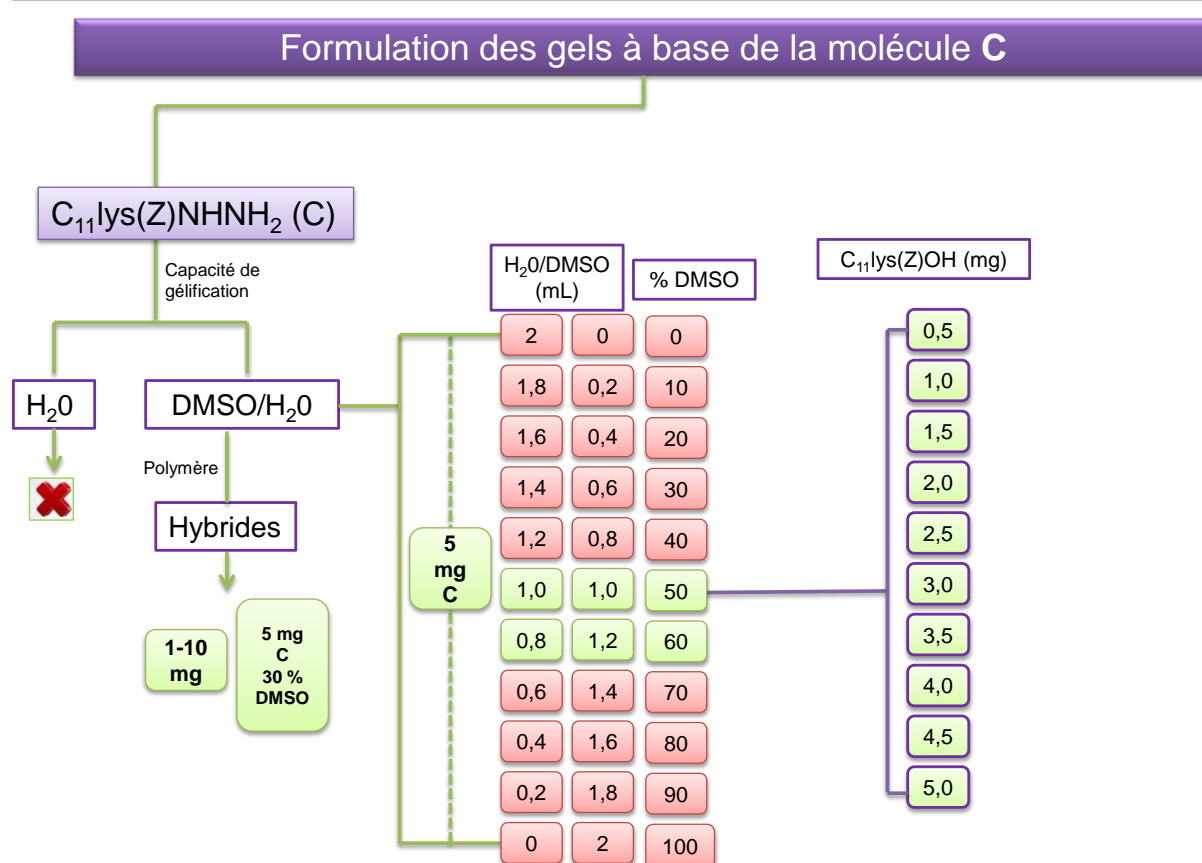 Formulation des gels à base de la molécule C
C₁₁lys(Z)NHNH₂ (C)
Capacité de
gélification
H₂0
DMSO/H₂0
Polymère
Hybrides
1-10
mg
5 mg
C
30 %
DMSO
5
mg
C
H₂0/DMSO
(mL)
% DMSO
2 0 0
1,8 0,2 10
1,6 0,4 20
1,4 0,6 30
1,2 0,8 40
1,0 1,0 50
0,8 1,2 60
0,6 1,4 70
0,4 1,6 80
0,2 1,8 90
0 2 100
C₁₁lys(Z)OH (mg)
0,5
1,0
1,5
2,0
2,5
3,0
3,5
4,0
4,5
5,0